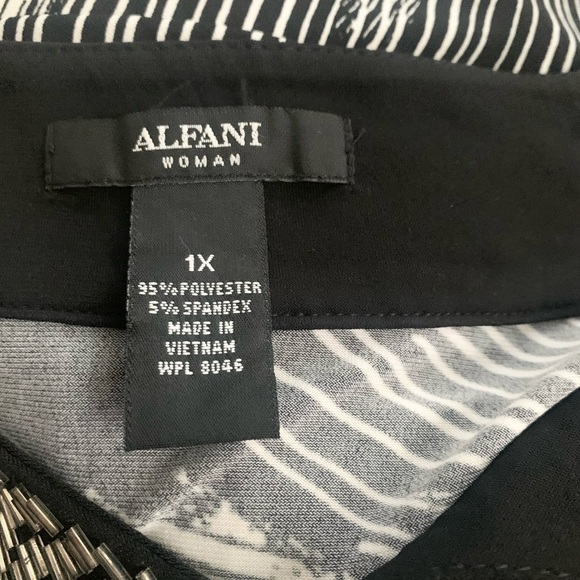 ALFANI
WOMAN
1X
95% POLYESTER
5% SPANDEX
MADE IN
VIETNAM
WPL 8046